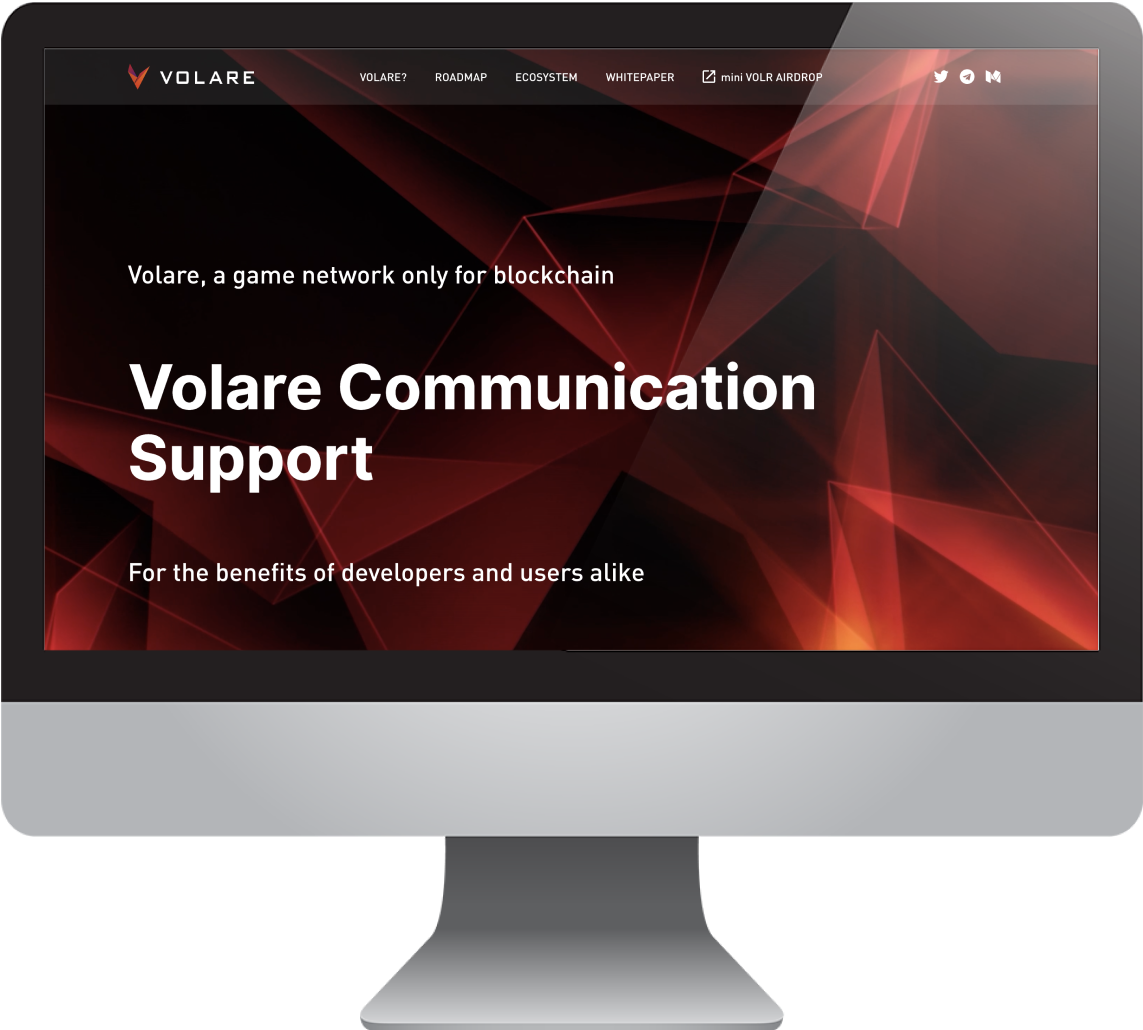 VOLARE
VOLARE? ROADMAP ECOSYSTEM WHITEPAPER mini VOLR AIRDROP
Volare, a game network only for blockchain
Volare Communication
Support
For the benefits of developers and users alike